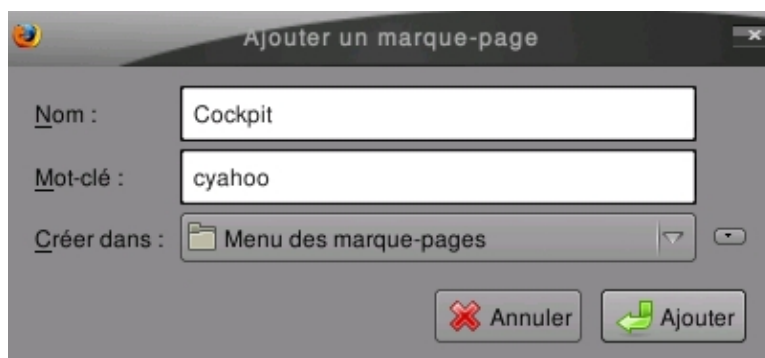 Ajouter un marque-page
Nom : Cockpit
Mot-clé : cyahoo
Créer dans : Menu des marque-pages
Annuler Ajouter